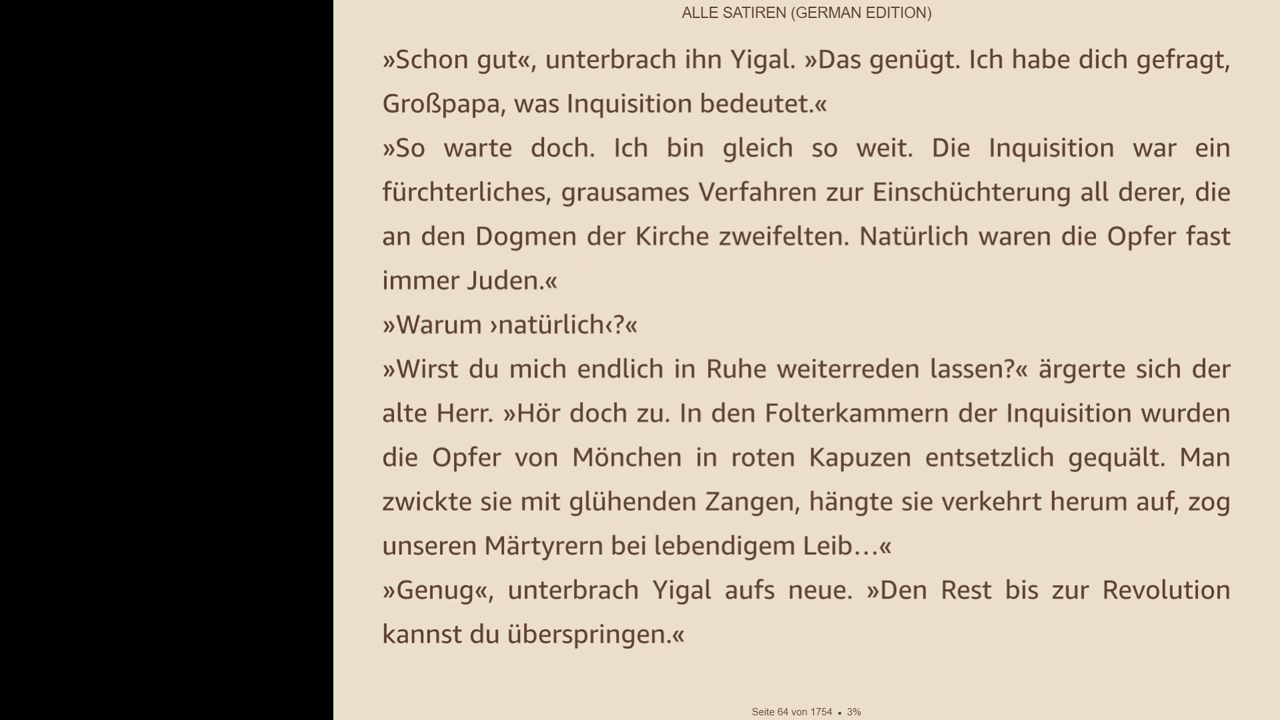 ALLE SATIREN (GERMAN EDITION)
»Schon gut«, unterbrach ihn Yigal. »Das genügt. Ich habe dich gefragt,
Großpapa, was Inquisition bedeutet.«
»So warte doch. Ich bin gleich so weit. Die Inquisition war ein
fürchterliches, grausames Verfahren zur Einschüchterung all derer, die
an den Dogmen der Kirche zweifelten. Natürlich waren die Opfer fast
immer Juden.«
»Warum ›natürlich‹?«
»Wirst du mich endlich in Ruhe weiterreden lassen?« ärgerte sich der
alte Herr. »Hör doch zu. In den Folterkammern der Inquisition wurden
die Opfer von Mönchen in roten Kapuzen entsetzlich gequält. Man
zwickte sie mit glühenden Zangen, hängte sie verkehrt herum auf, zog
unseren Märtyrern bei lebendigem Leib…«
»Genug«, unterbrach Yigal aufs neue. »Den Rest bis zur Revolution
kannst du überspringen.«
Seite 64 von 1754 • 3%